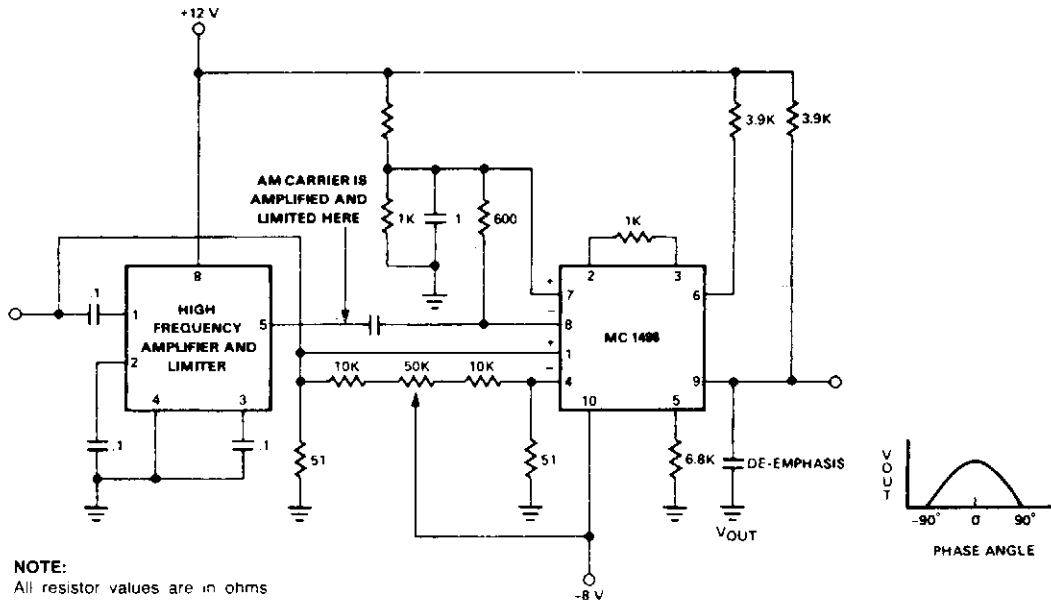 +12 V
3.9K
3.9K
AM CARRIER IS
AMPLIFIED AND
LIMITED HERE
1K
1
600
1K
8
2
3
.1
1
HIGH
FREQUENCY
AMPLIFIER AND
LIMITER
5
2
4
3
.1
.1
+
7
−
8
+
1
−
4
MC 1496
6
9
10
5
10K
50K
10K
51
51
6.8K
DE-EMPHASIS
VOUT
VOUT
-90°
0°
90°
PHASE ANGLE
NOTE:
All resistor values are in ohms
-8 V